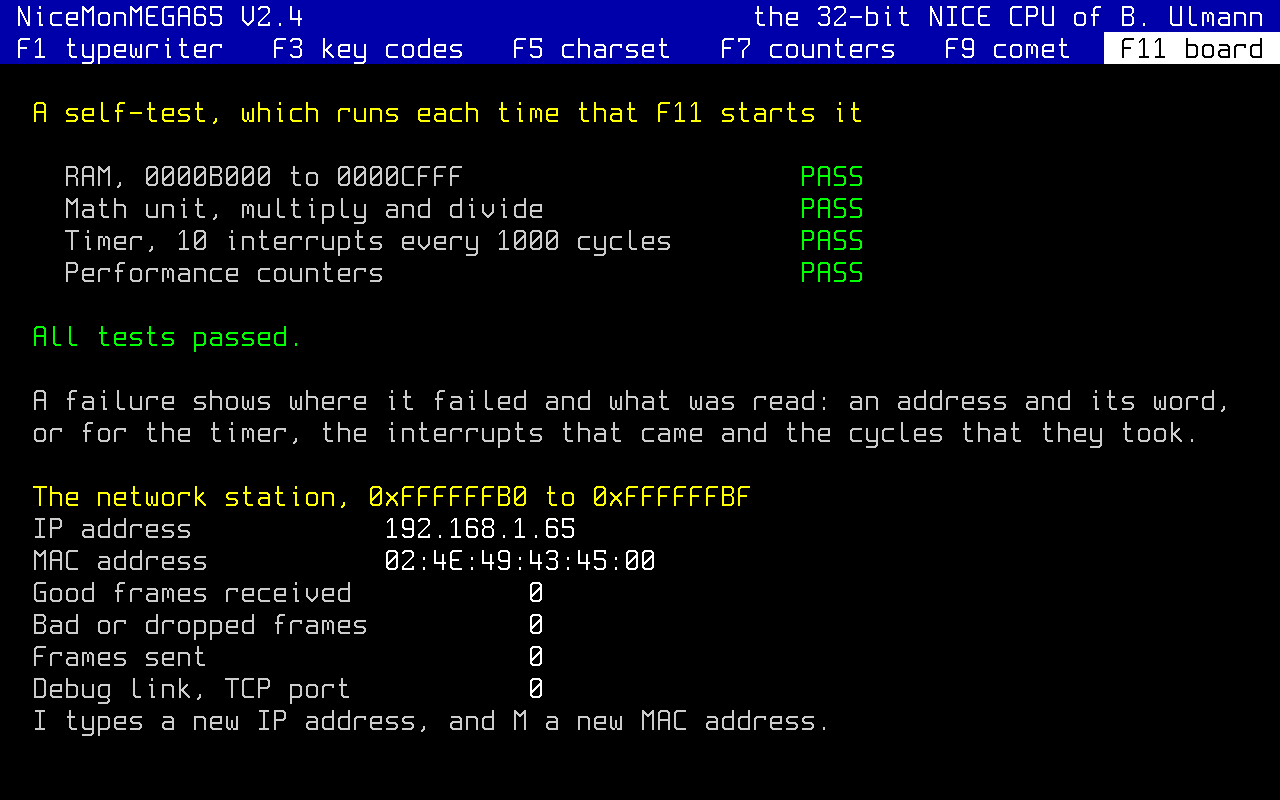 NiceMonMEGA65 V2.4 the 32-bit NICE CPU of B. Ulmann
F1 typewriter F3 key codes F5 charset F7 counters F9 comet F11 board
A self-test, which runs each time that F11 starts it
RAM, 0000B000 to 0000CFFF PASS
Math unit, multiply and divide PASS
Timer, 10 interrupts every 1000 cycles PASS
Performance counters PASS
All tests passed.
A failure shows where it failed and what was read: an address and its word,
or for the timer, the interrupts that came and the cycles that they took.
The network station, 0xFFFFFFB0 to 0xFFFFFFBF
IP address 192.168.1.65
MAC address 02:4E:49:43:45:00
Good frames received 0
Bad or dropped frames 0
Frames sent 0
Debug link, TCP port 0
I types a new IP address, and M a new MAC address.